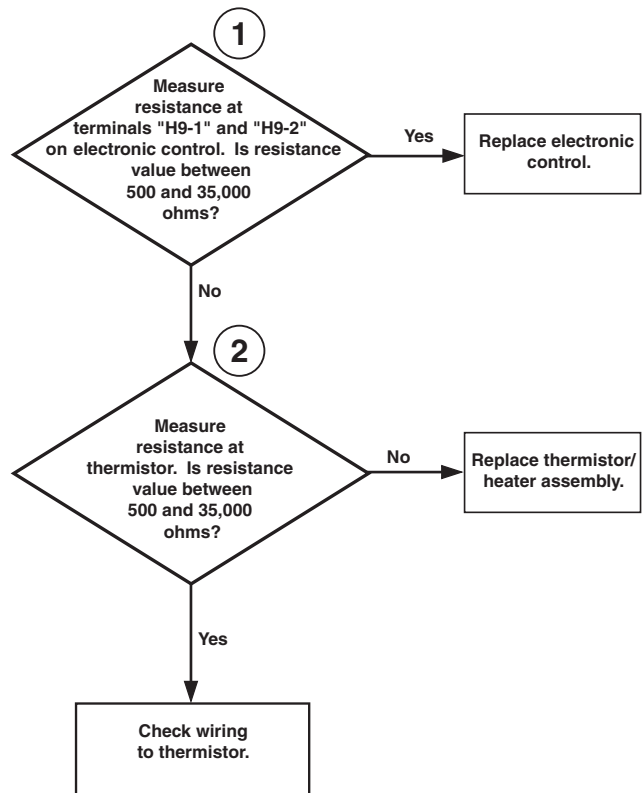 1
Measure
resistance at
terminals "H9-1" and "H9-2"
on electronic control. Is resistance
value between
500 and 35,000
ohms?
Yes
Replace electronic
control.
No
2
Measure
resistance at
thermistor. Is resistance
value between
500 and 35,000
ohms?
No
Replace thermistor/
heater assembly.
Yes
Check wiring
to thermistor.